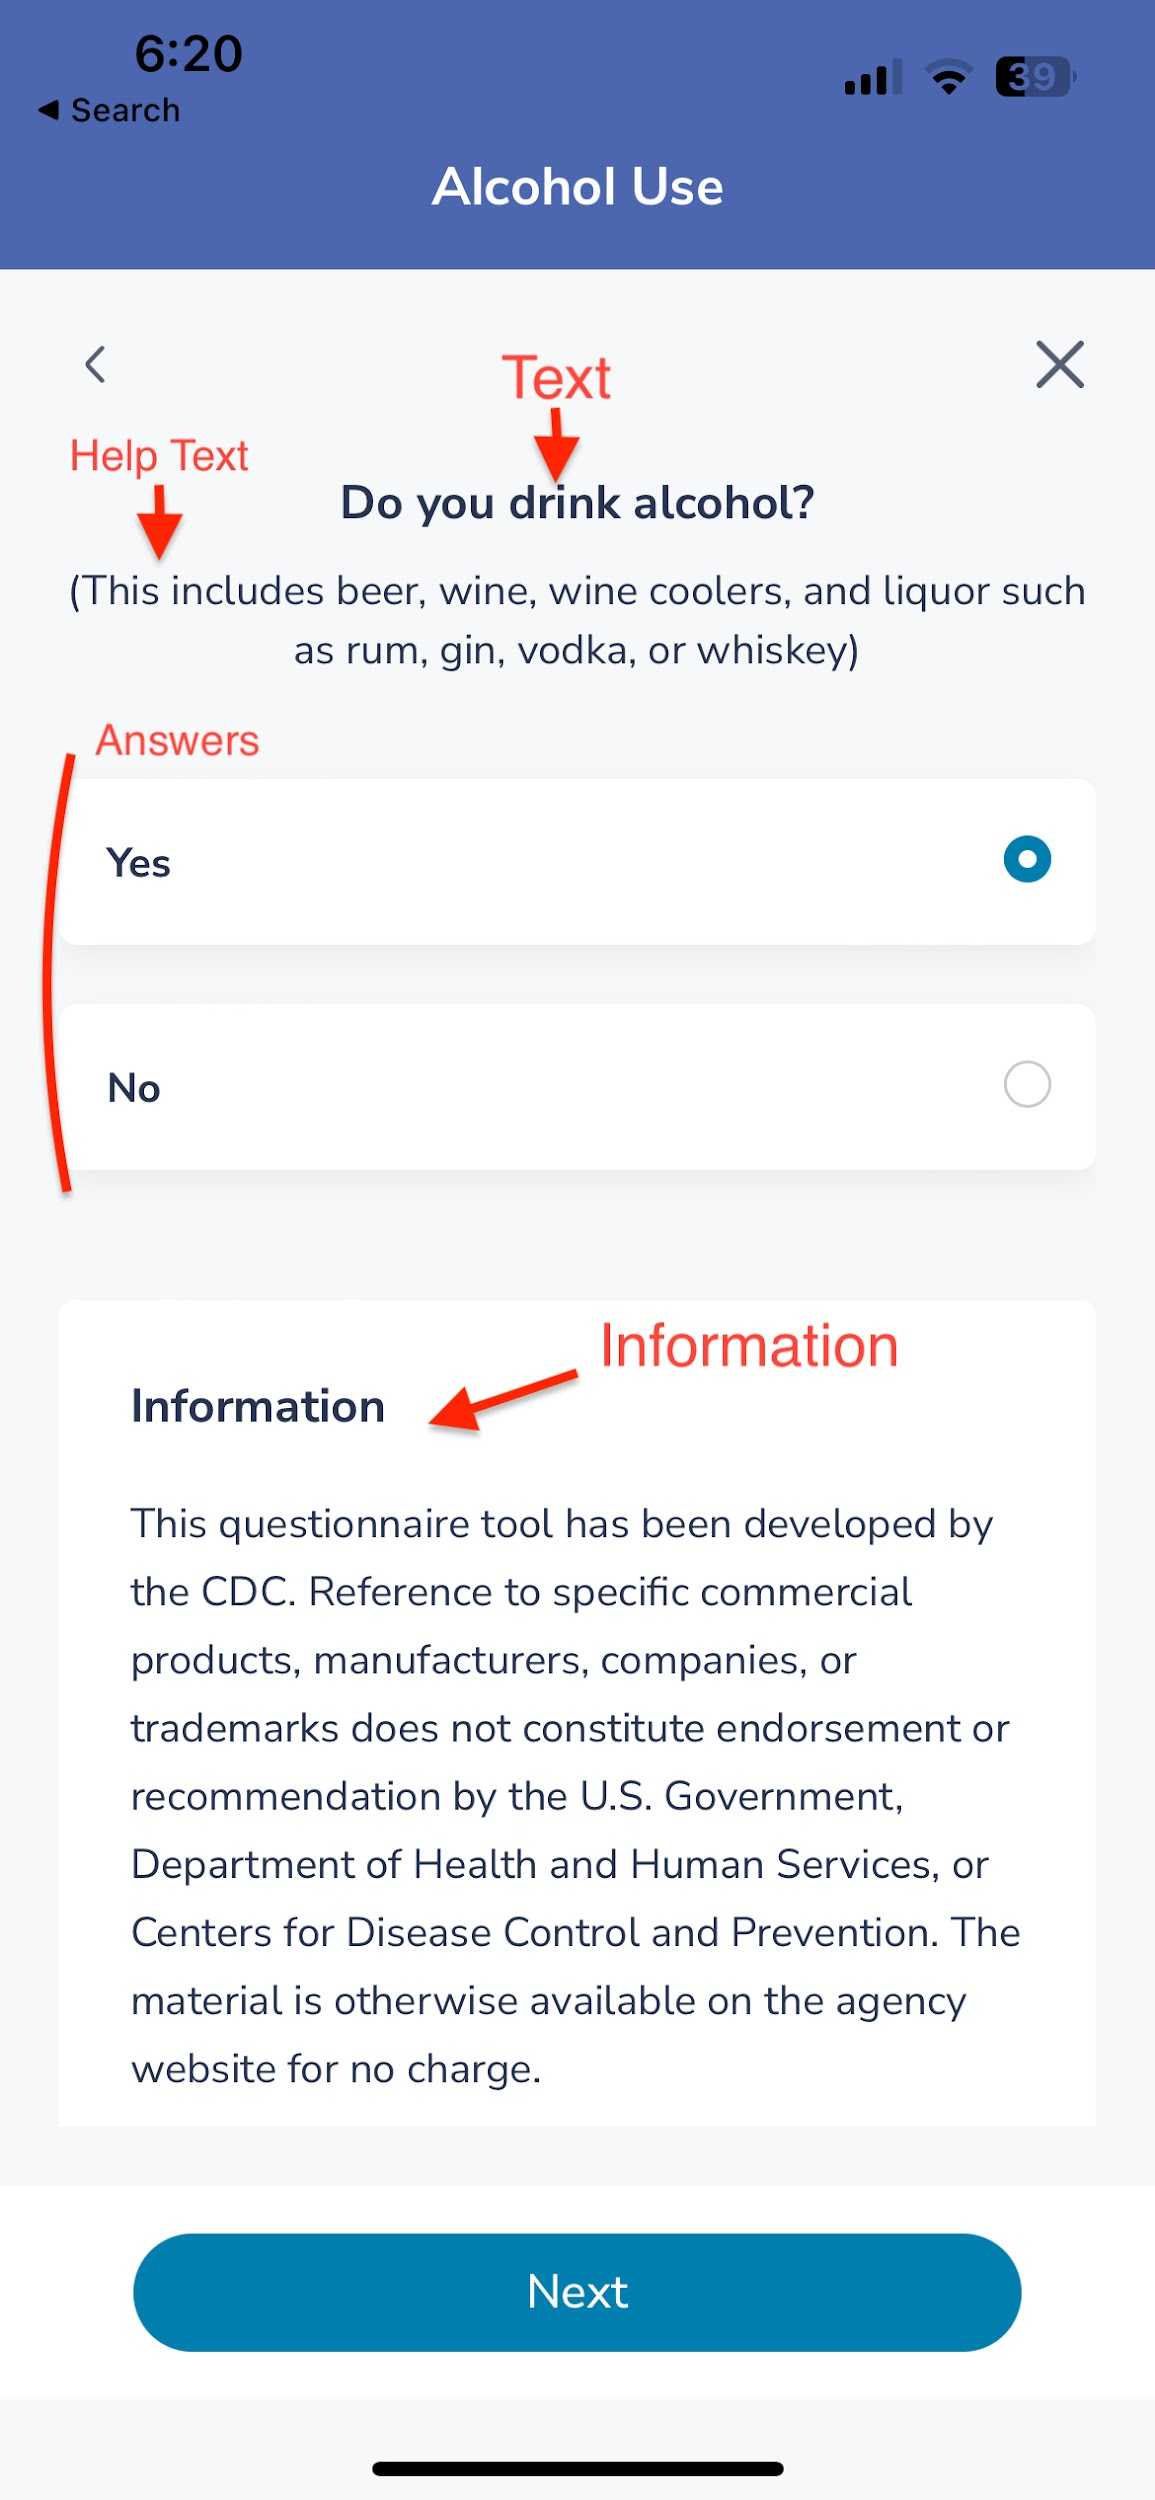 6:20
39
Search
Alcohol Use
Text
Help Text
Do you drink alcohol?
(This includes beer, wine, wine coolers, and liquor such
as rum, gin, vodka, or whiskey)
Answers
Yes
No
Information
Information
This questionnaire tool has been developed by
the CDC. Reference to specific commercial
products, manufacturers, companies, or
trademarks does not constitute endorsement or
recommendation by the U.S. Government,
Department of Health and Human Services, or
Centers for Disease Control and Prevention. The
material is otherwise available on the agency
website for no charge.
Next